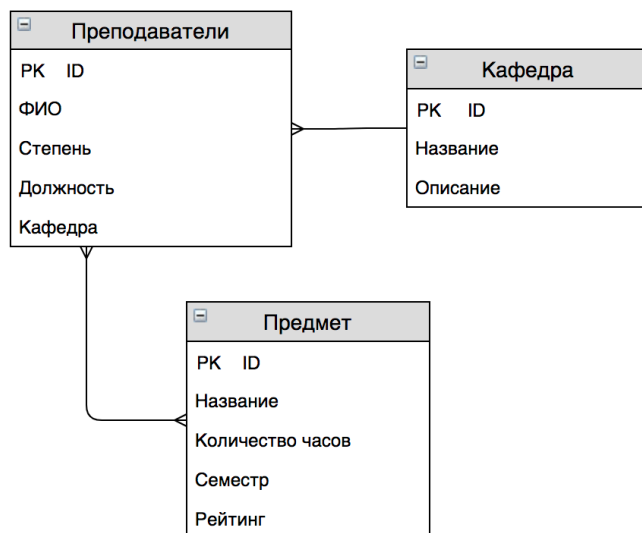 Преподаватели
PK ID
ФИО
Степень
Должность
Кафедра
Кафедра
PK ID
Название
Описание
Предмет
PK ID
Название
Количество часов
Семестр
Рейтинг